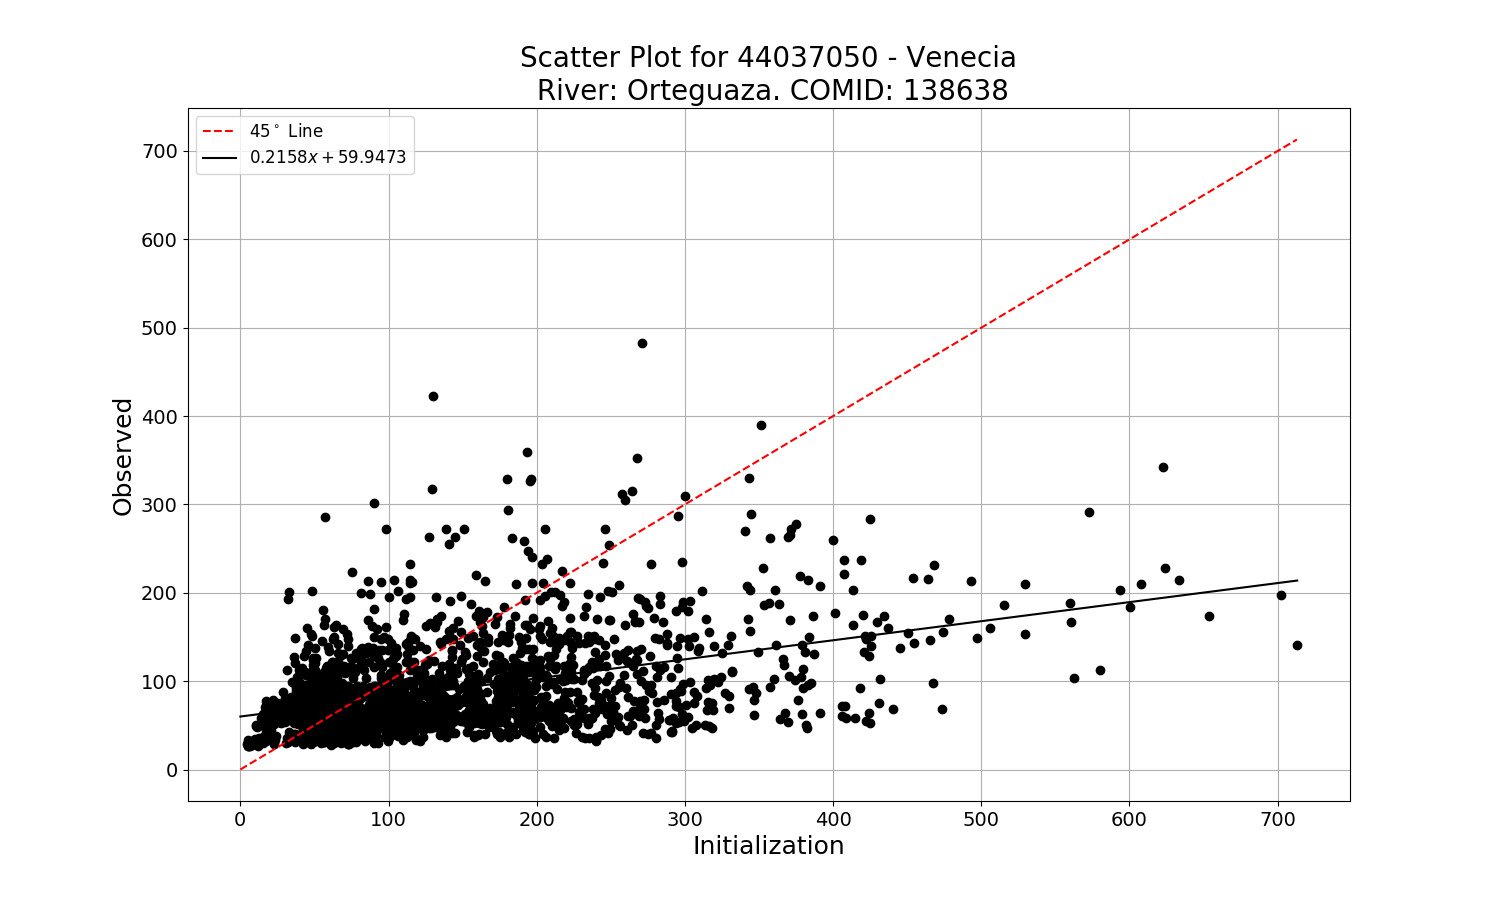 Scatter Plot for 44037050 - Venecia
River: Orteguaza. COMID: 138638
45° Line
0.2158x + 59.9473
Observed
700
600
500
400
300
200
100
0
0 100 200 300 400 500 600 700
Initialization